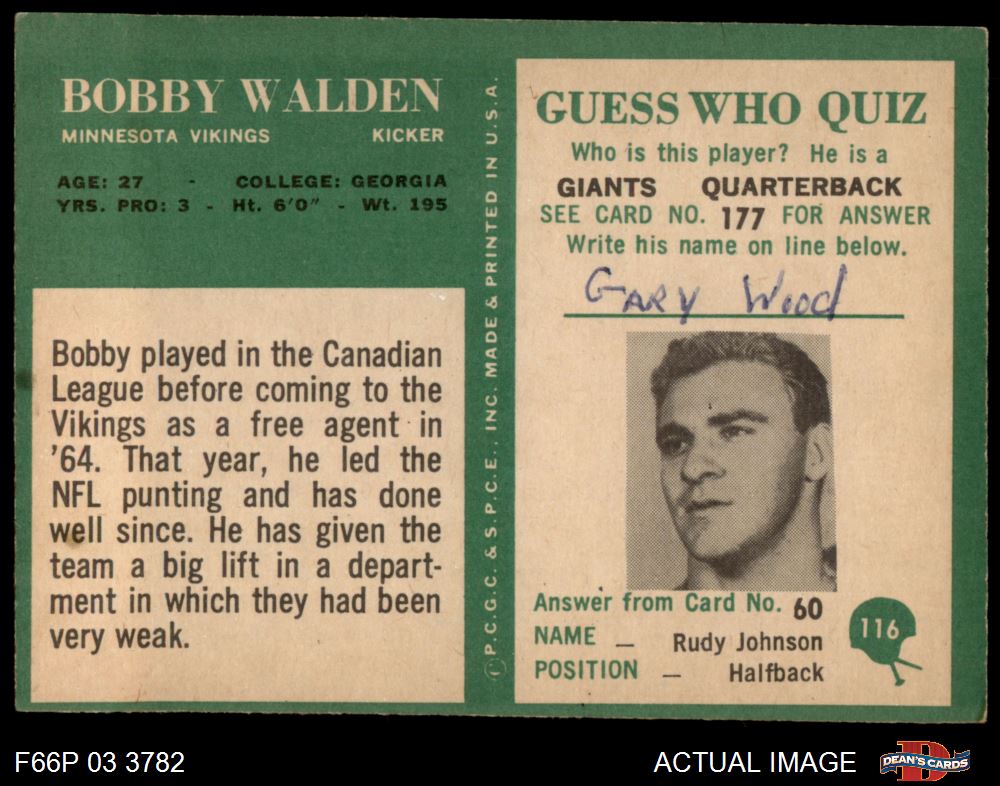 BOBBY WALDEN
MINNESOTA VIKINGS KICKER
AGE: 27 - COLLEGE: GEORGIA
YRS. PRO: 3 - Ht. 6'0" - Wt. 195
Bobby played in the Canadian
League before coming to the
Vikings as a free agent in
'64. That year, he led the
NFL punting and has done
well since. He has given the
team a big lift in a depart-
ment in which they had been
very weak.
©P.C.G.C. & S.P.C.E., INC. MADE & PRINTED IN U.S.A.
GUESS WHO QUIZ
Who is this player? He is a
GIANTS QUARTERBACK
SEE CARD NO. 177 FOR ANSWER
Write his name on line below.
GARY WOOD
Answer from Card No. 60
NAME — Rudy Johnson
POSITION — Halfback
116
F66P 03 3782
ACTUAL IMAGE
D
DEAN'S CARDS